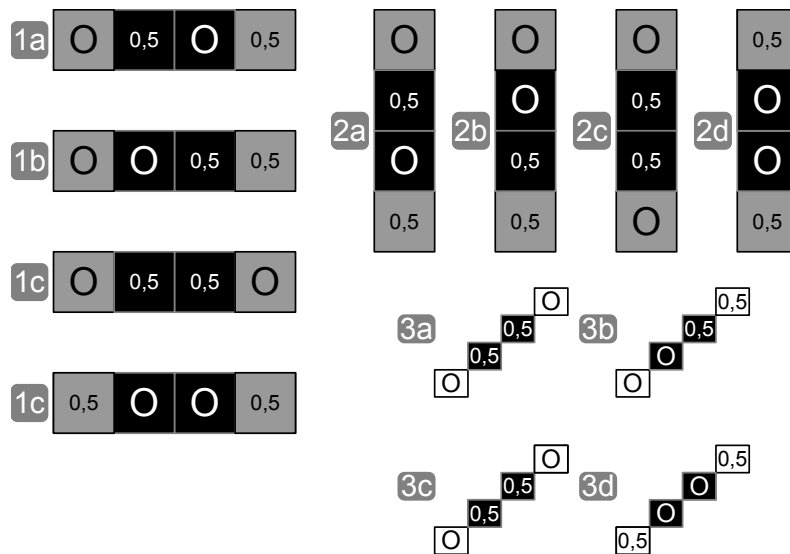 1a O 0,5 O 0,5
1b O O 0,5 0,5
1c O 0,5 0,5 O
1c 0,5 O O 0,5
2a O 0,5 O 0,5
2b O O 0,5 0,5
2c O 0,5 0,5 O
2d 0,5 O O 0,5
3a O 0,5 0,5 O
3b 0,5 0,5 O O
3c O 0,5 0,5 O
3d 0,5 O O 0,5